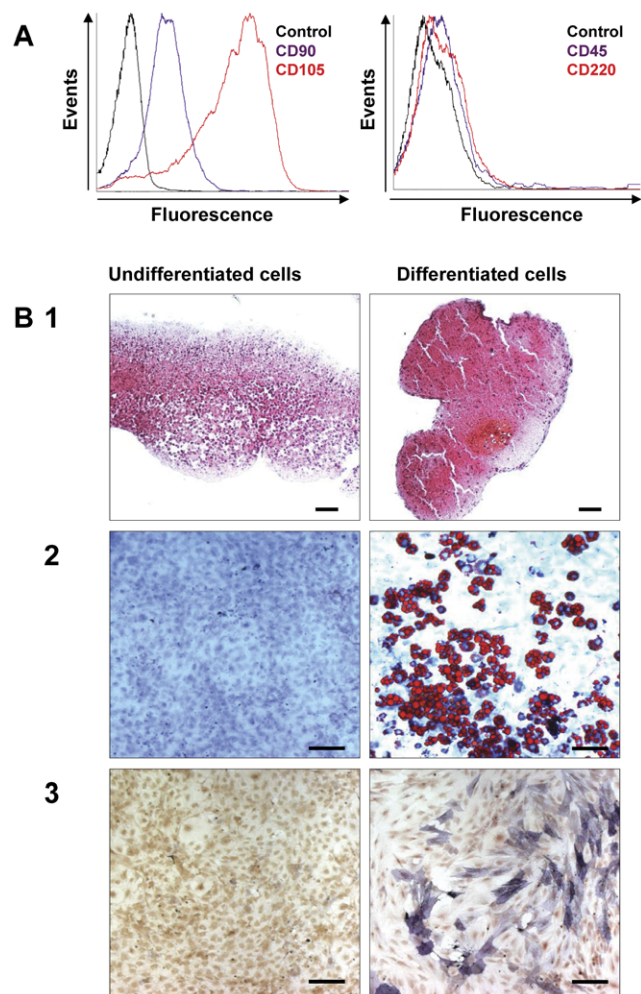 A
Events
Control
CD90
CD105
Fluorescence
Events
Control
CD45
CD220
Fluorescence
Undifferentiated cells
Differentiated cells
B 1
2
3